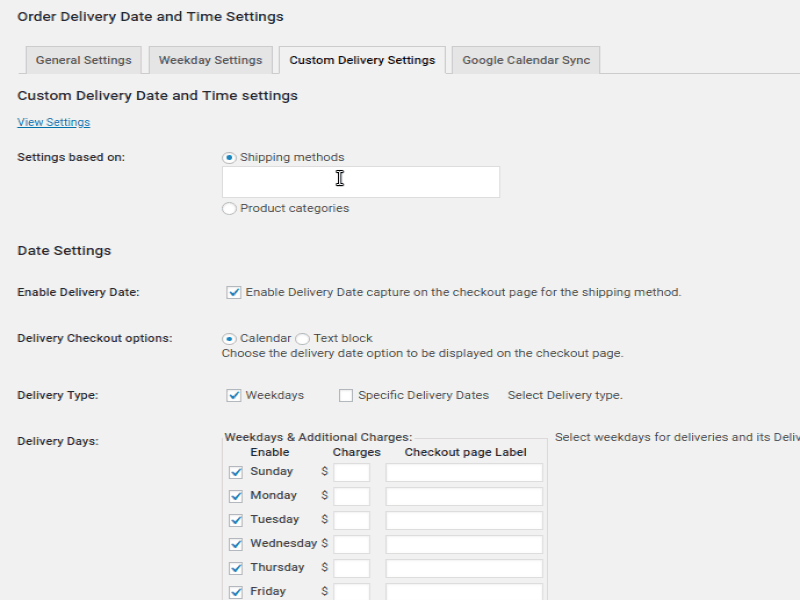 Order Delivery Date and Time Settings
General Settings Weekday Settings Custom Delivery Settings Google Calendar Sync
Custom Delivery Date and Time settings
View Settings
Settings based on: Shipping methods
Product categories
Date Settings
Enable Delivery Date: Enable Delivery Date capture on the checkout page for the shipping method.
Delivery Checkout options: Calendar Text block
Choose the delivery date option to be displayed on the checkout page.
Delivery Type: Weekdays Specific Delivery Dates Select Delivery type.
Delivery Days: Weekdays & Additional Charges: Select weekdays for deliveries and its Deliv
Enable Charges Checkout page Label
Sunday $
Monday $
Tuesday $
Wednesday $
Thursday $
Friday $